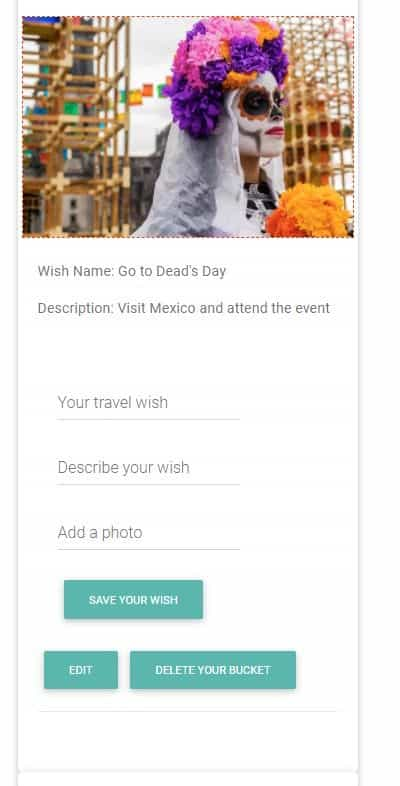 Wish Name: Go to Dead's Day
Description: Visit Mexico and attend the event
Your travel wish
Describe your wish
Add a photo
SAVE YOUR WISH
EDIT DELETE YOUR BUCKET